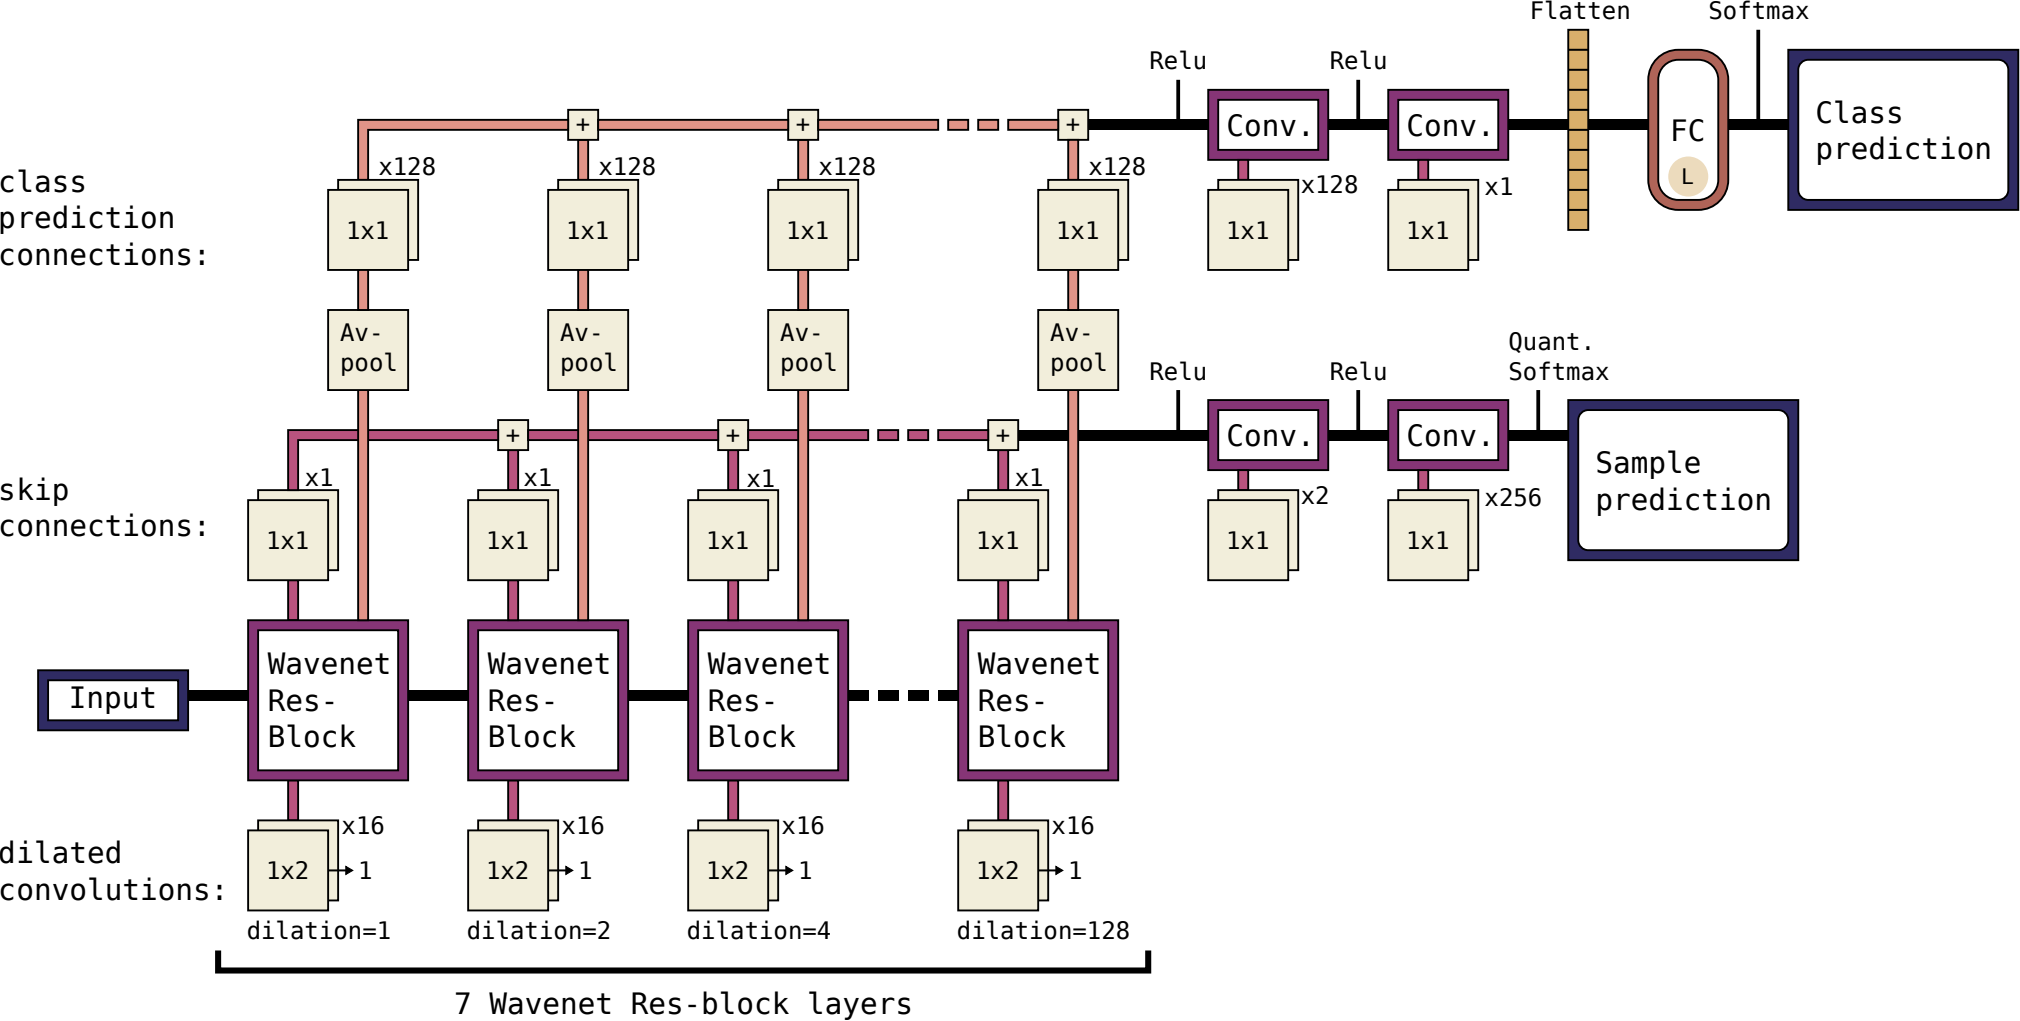 Flatten
Softmax
Relu
Relu
Conv.
Conv.
FC
L
Class
prediction
+
+
+
class
prediction
connections:
x128
x128
x128
x128
x128
x1
1x1
1x1
1x1
1x1
1x1
1x1
Av-
pool
Av-
pool
Av-
pool
Av-
pool
Relu
Relu
Quant.
Softmax
+
+
+
Conv.
Conv.
Sample
prediction
skip
connections:
x1
x1
x1
x1
x2
x256
1x1
1x1
1x1
1x1
1x1
1x1
Input
Wavenet
Res-
Block
Wavenet
Res-
Block
Wavenet
Res-
Block
Wavenet
Res-
Block
dilated
convolutions:
x16
x16
x16
x16
1x2 1
1x2 1
1x2 1
1x2 1
dilation=1
dilation=2
dilation=4
dilation=128
7 Wavenet Res-block layers